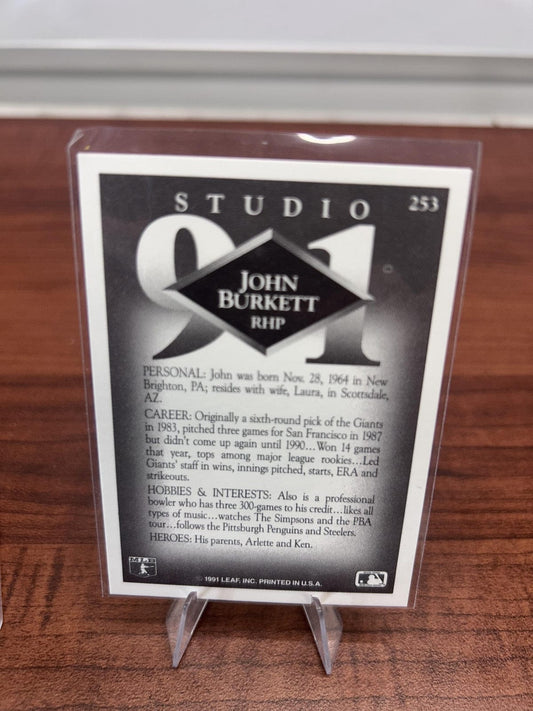 STUDIO
253
91
©
JOHN
BURKETT
RHP
PERSONAL: John was born Nov. 28, 1964 in New
Brighton, PA; resides with wife, Laura, in Scottsdale,
AZ.
CAREER: Originally a sixth-round pick of the Giants
in 1983, pitched three games for San Francisco in 1987
but didn't come up again until 1990...Won 14 games
that year, tops among major league rookies...Led
Giants' staff in wins, innings pitched, starts, ERA and
strikeouts.
HOBBIES & INTERESTS: Also is a professional
bowler who has three 300-games to his credit...likes all
types of music...watches The Simpsons and the PBA
tour...follows the Pittsburgh Penguins and Steelers.
HEROES: His parents, Arlette and Ken.
© 1991 LEAF, INC. PRINTED IN U.S.A.